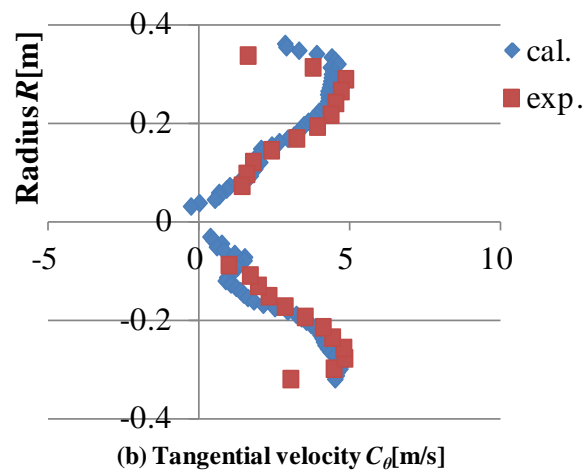 0.4
cal.
exp.
Radius R[m]
0.2
0
-5
0
5
10
-0.2
-0.4
(b) Tangential velocity Cθ[m/s]